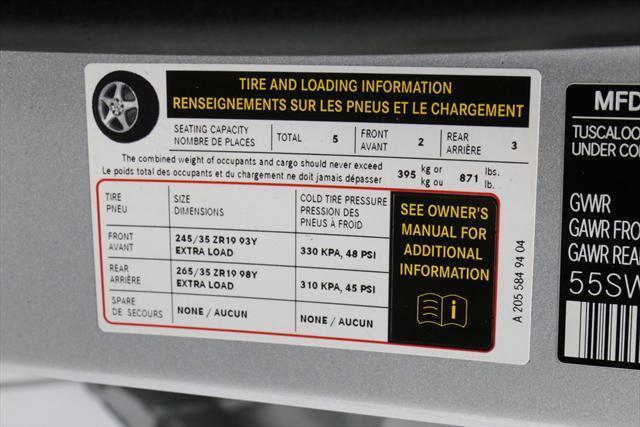 TIRE AND LOADING INFORMATION
RENSEIGNEMENTS SUR LES PNEUS ET LE CHARGEMENT
SEATING CAPACITY
NOMBRE DE PLACES
TOTAL 5
FRONT
AVANT
2
REAR
ARRIÈRE
3
The combined weight of occupants and cargo should never exceed
Le poids total des occupants et du chargement ne doit jamais dépasser
395
kg or
kg ou
871
lbs.
lb.
TIRE
PNEU
SIZE
DIMENSIONS
COLD TIRE PRESSURE
PRESSION DES
PNEUS À FROID
FRONT
AVANT
245/35 ZR19 93Y
EXTRA LOAD
330 KPA, 48 PSI
REAR
ARRIÈRE
265/35 ZR19 98Y
EXTRA LOAD
310 KPA, 45 PSI
SPARE
DE SECOURS
NONE / AUCUN
NONE / AUCUN
SEE OWNER'S
MANUAL FOR
ADDITIONAL
INFORMATION
i
A 205 584 94 04
MFD
TUSCALOO
UNDER CO
GVWR
GAWR FRO
GAWR REA
55SW